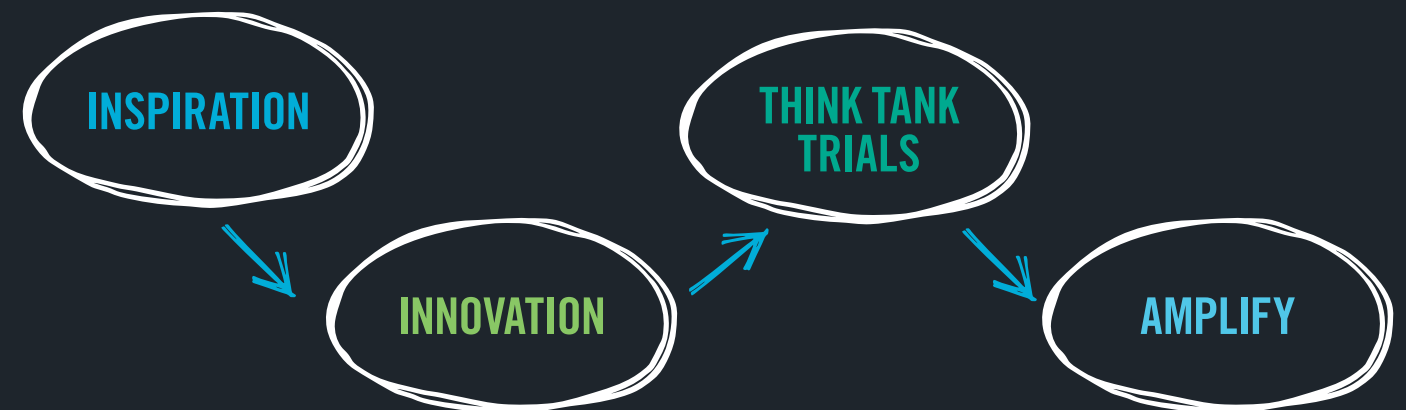 INSPIRATION
INNOVATION
THINK TANK
TRIALS
AMPLIFY